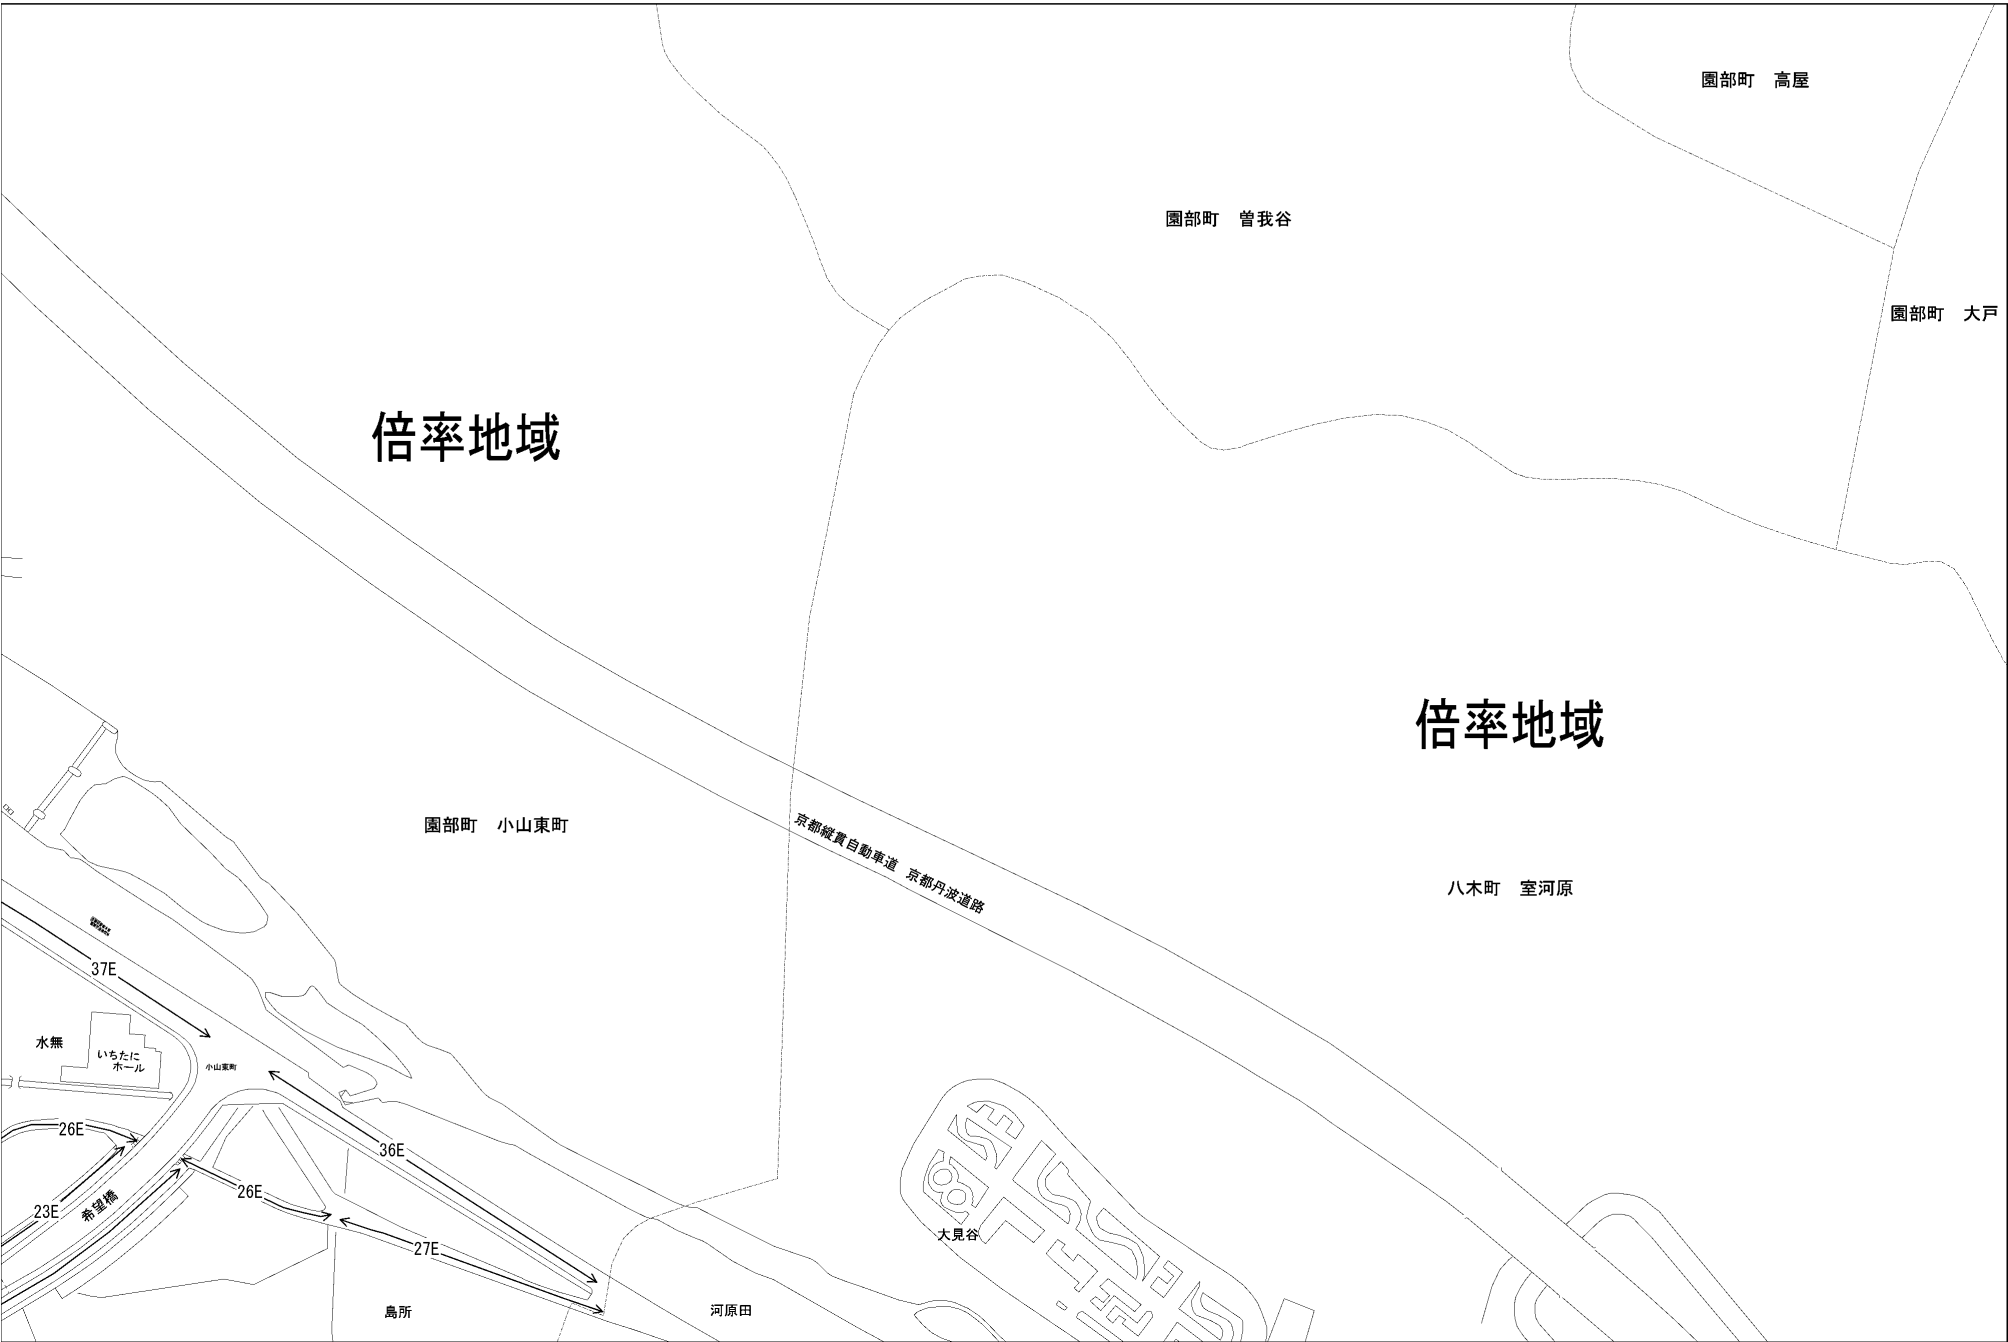 園部町　高屋
園部町　曽我谷
園部町　大戸
倍率地域
倍率地域
園部町　小山東町
京都縦貫自動車道　京都丹波道路
八木町　室河原
37E
水無
いちたに
ホール
小山東町
26E
36E
23E
希望橋
26E
27E
大見谷
島所
河原田